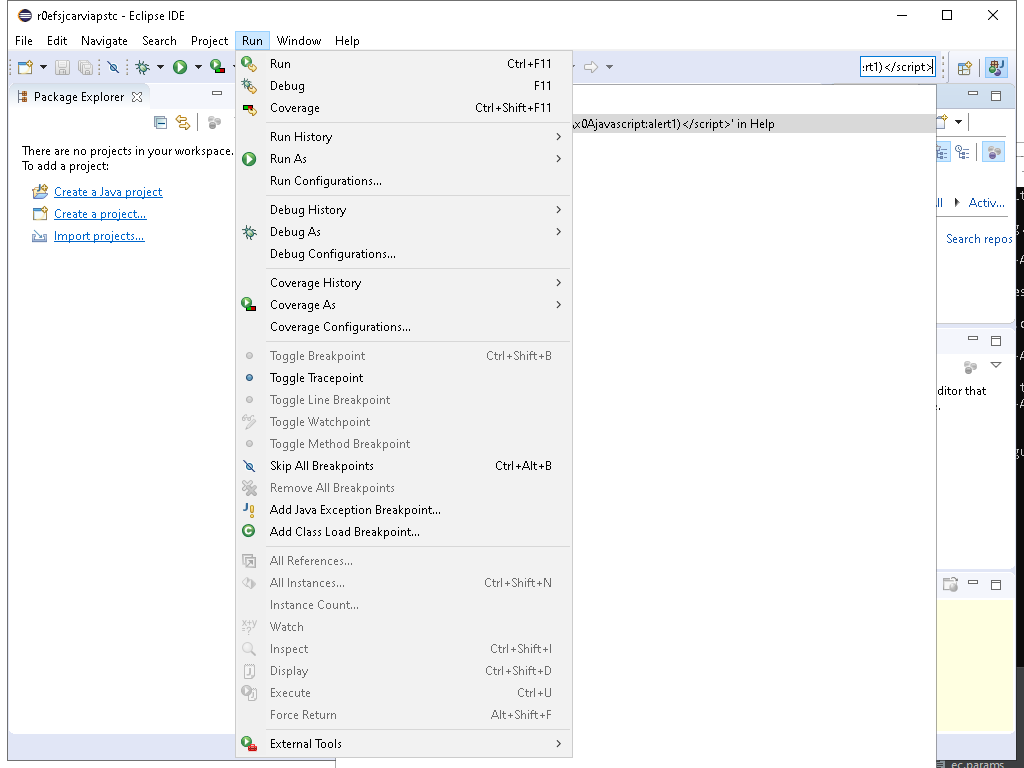 r0efsjcarviapstc - Eclipse IDE
File Edit Navigate Search Project Run Window Help
:rt1)</script>
Package Explorer
There are no projects in your workspace.
To add a project:
Create a Java project
Create a project...
Import projects...
Run Ctrl+F11
Debug F11
Coverage Ctrl+Shift+F11
Run History
Run As
Run Configurations...
Debug History
Debug As
Debug Configurations...
Coverage History
Coverage As
Coverage Configurations...
Toggle Breakpoint Ctrl+Shift+B
Toggle Tracepoint
Toggle Line Breakpoint
Toggle Watchpoint
Toggle Method Breakpoint
Skip All Breakpoints Ctrl+Alt+B
Remove All Breakpoints
Add Java Exception Breakpoint...
Add Class Load Breakpoint...
All References...
All Instances... Ctrl+Shift+N
Instance Count...
Watch
Inspect Ctrl+Shift+I
Display Ctrl+Shift+D
Execute Ctrl+U
Force Return Alt+Shift+F
External Tools
\x0Ajavascript:alert1)</script>' in Help
Activ...
Search repos
ditor that
ec.params